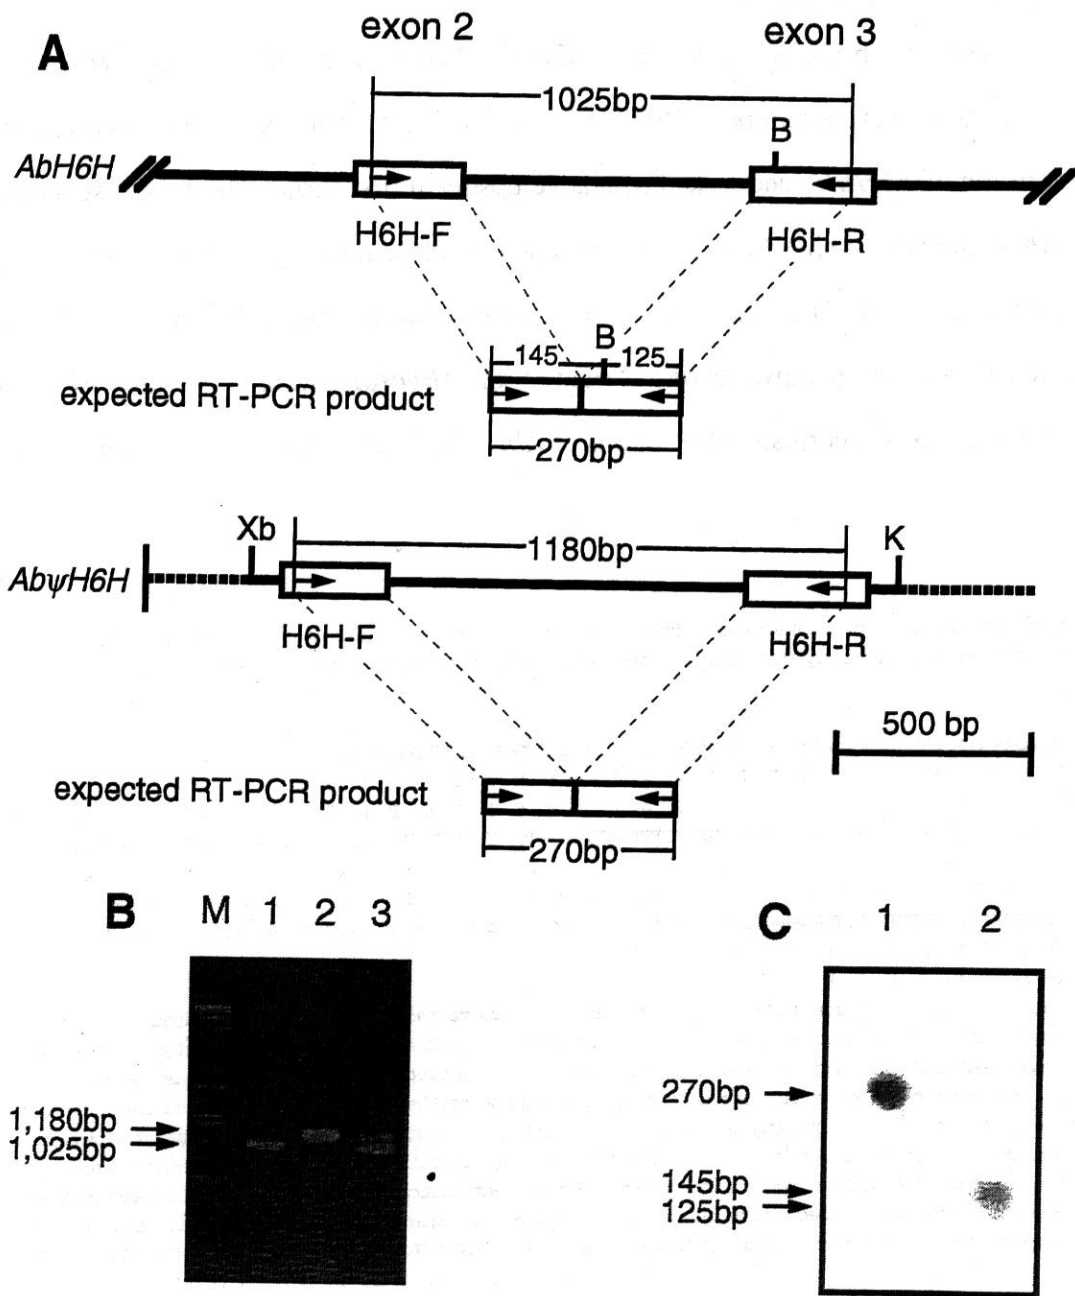 A
exon 2
exon 3
1025bp
B
AbH6H
H6H-F
H6H-R
B
145
125
expected RT-PCR product
270bp
Xb
1180bp
K
AbψH6H
H6H-F
H6H-R
500 bp
expected RT-PCR product
270bp
B
M 1 2 3
1,180bp
1,025bp
C
1 2
270bp
145bp
125bp